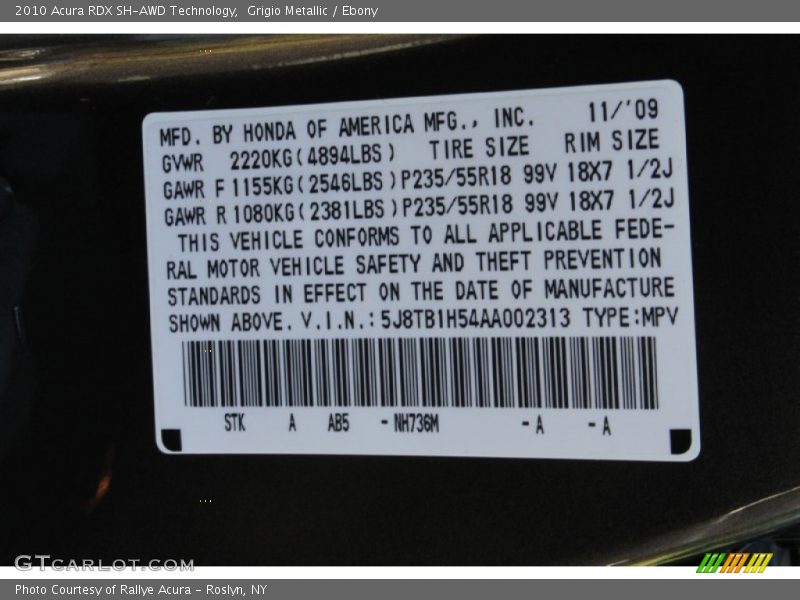 2010 Acura RDX SH-AWD Technology,  Grigio Metallic / Ebony
MFD. BY HONDA OF AMERICA MFG., INC. 11/'09
GVWR 2220KG(4894LBS) TIRE SIZE RIM SIZE
GAWR F 1155KG(2546LBS)P235/55R18 99V 18X7 1/2J
GAWR R 1080KG(2381LBS)P235/55R18 99V 18X7 1/2J
THIS VEHICLE CONFORMS TO ALL APPLICABLE FEDE-
RAL MOTOR VEHICLE SAFETY AND THEFT PREVENTION
STANDARDS IN EFFECT ON THE DATE OF MANUFACTURE
SHOWN ABOVE. V.I.N.:5J8TB1H54AA002313 TYPE:MPV
STK A AB5 -NH736M -A -A
GTCARLOT.COM
Photo Courtesy of Rallye Acura - Roslyn, NY